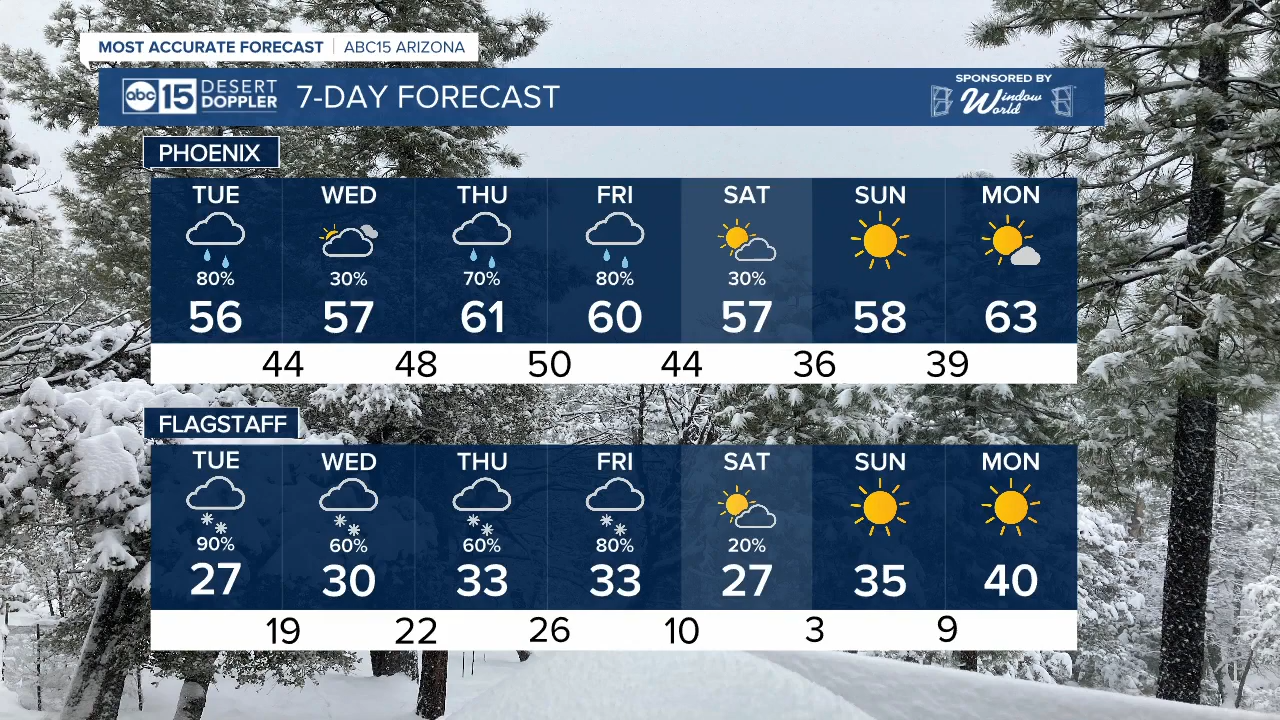 MOST ACCURATE FORECAST | ABC15 ARIZONA
abc 15 DESERT DOPPLER 7-DAY FORECAST
SPONSORED BY
Window World
PHOENIX
TUE WED THU FRI SAT SUN MON
80% 30% 70% 80% 30%
56 57 61 60 57 58 63
44 48 50 44 36 39
FLAGSTAFF
TUE WED THU FRI SAT SUN MON
90% 60% 60% 80% 20%
27 30 33 33 27 35 40
19 22 26 10 3 9